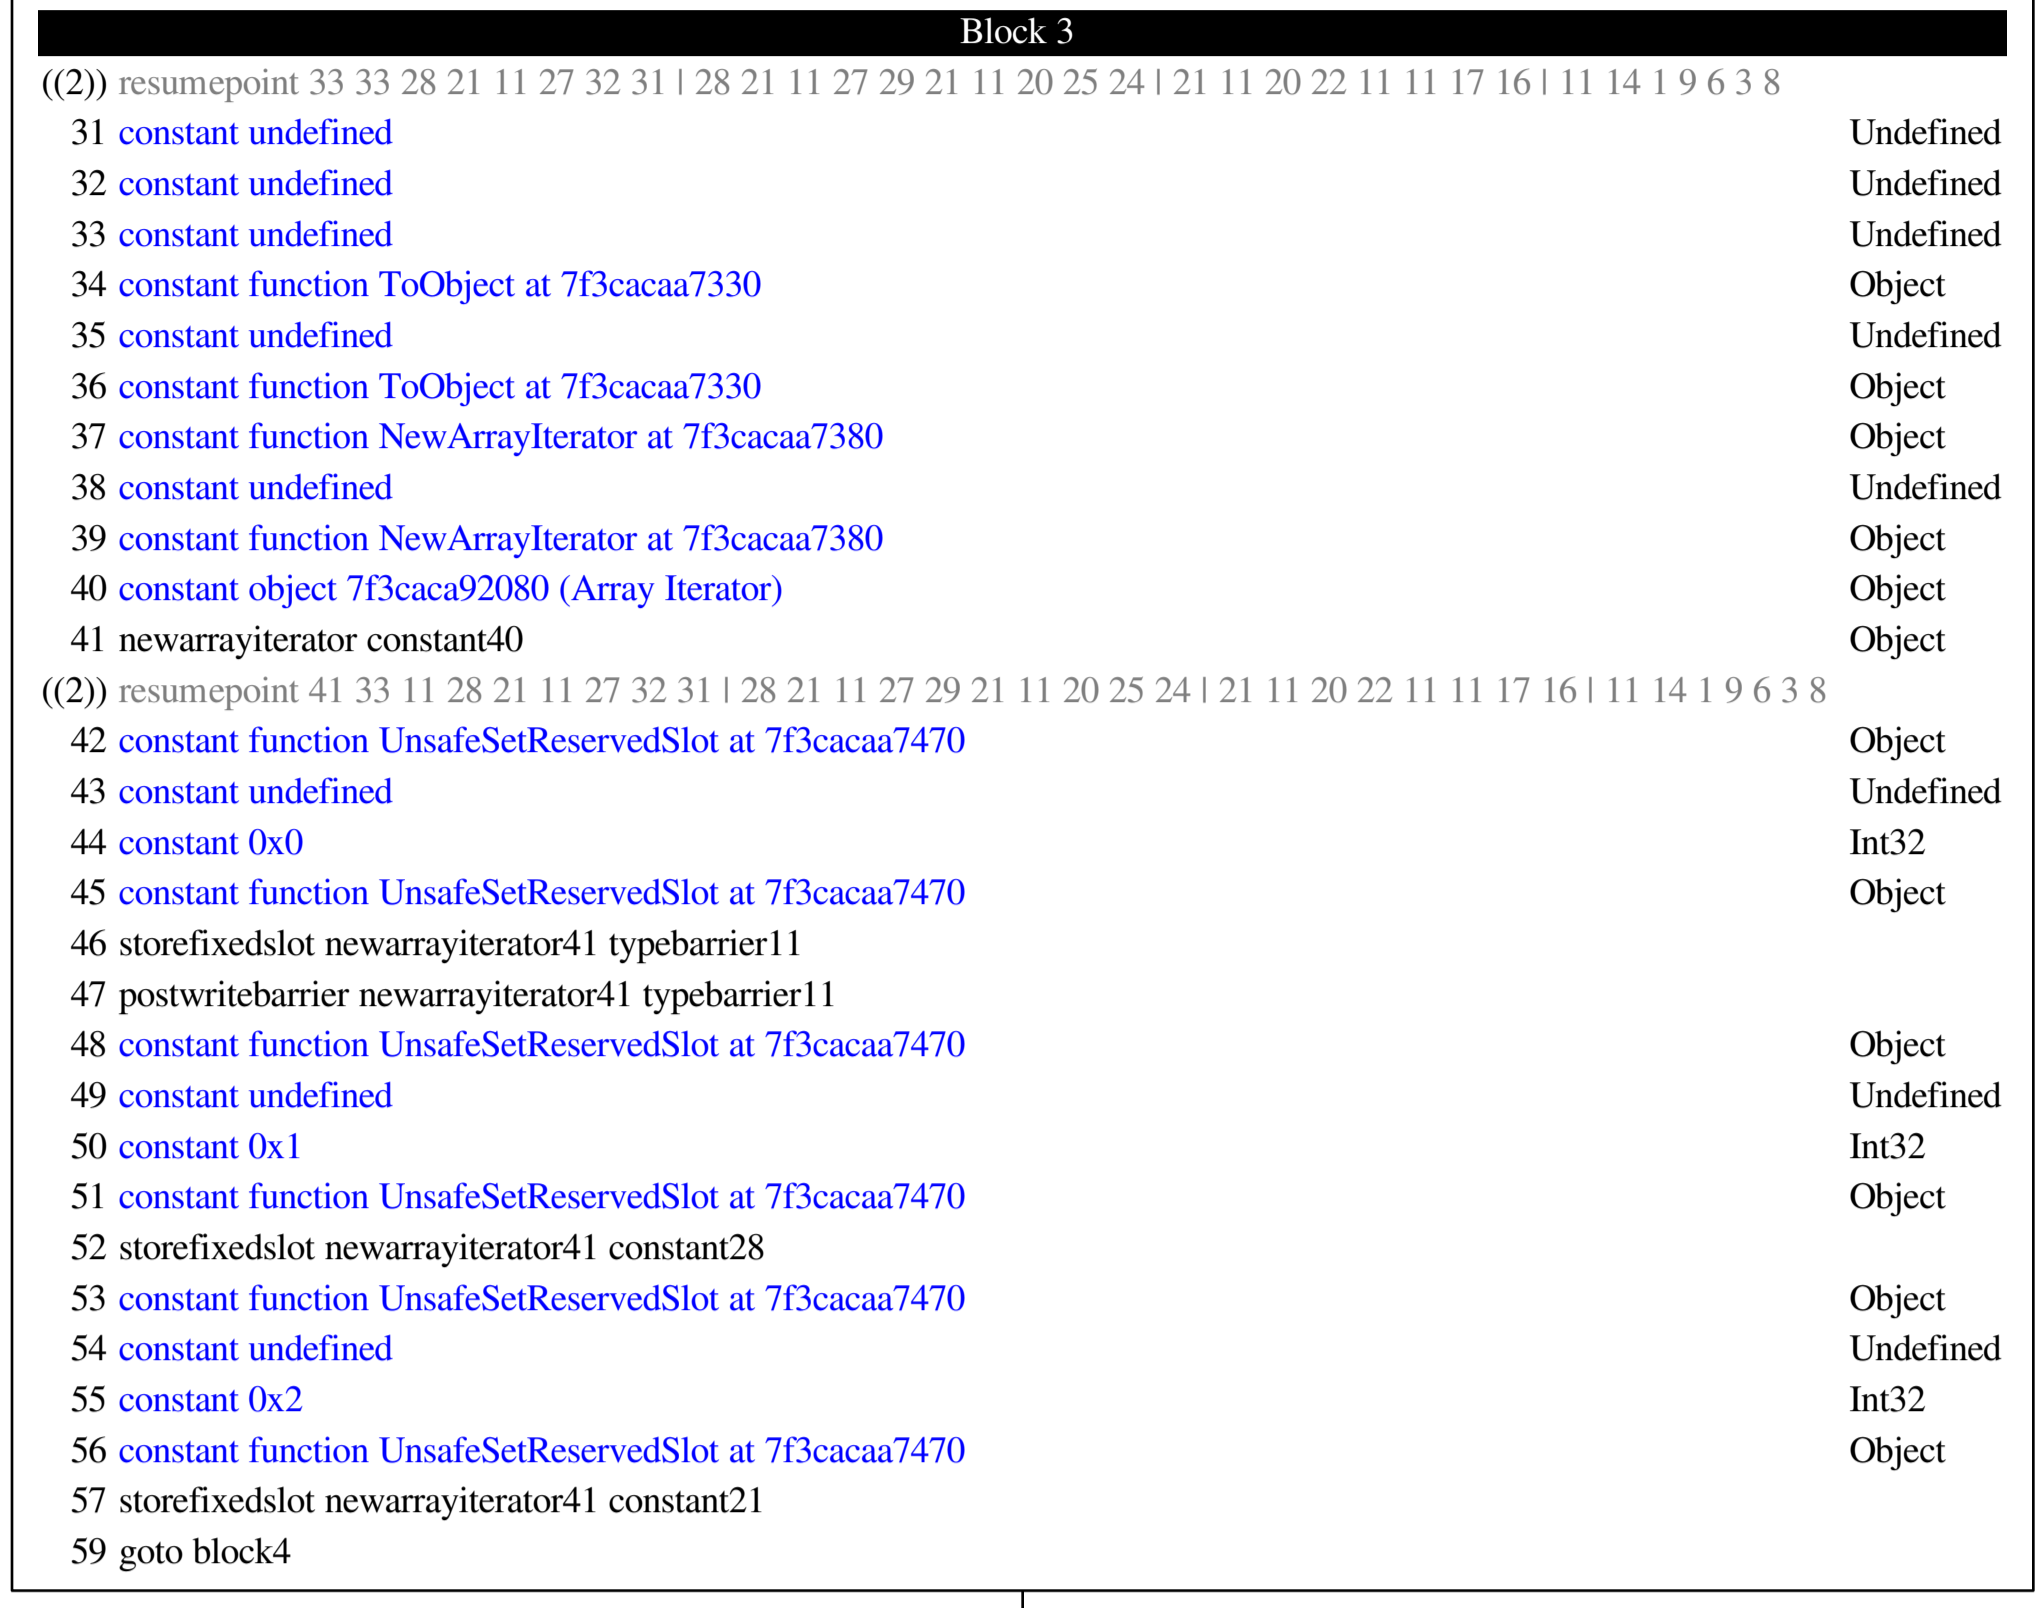 Block 3
((2)) resumepoint 33 33 28 21 11 27 32 31 | 28 21 11 27 29 21 11 20 25 24 | 21 11 20 22 11 11 17 16 | 11 14 1 9 6 3 8
31 constant undefined Undefined
32 constant undefined Undefined
33 constant undefined Undefined
34 constant function ToObject at 7f3cacaa7330 Object
35 constant undefined Undefined
36 constant function ToObject at 7f3cacaa7330 Object
37 constant function NewArrayIterator at 7f3cacaa7380 Object
38 constant undefined Undefined
39 constant function NewArrayIterator at 7f3cacaa7380 Object
40 constant object 7f3caca92080 (Array Iterator) Object
41 newarrayiterator constant40 Object
((2)) resumepoint 41 33 11 28 21 11 27 32 31 | 28 21 11 27 29 21 11 20 25 24 | 21 11 20 22 11 11 17 16 | 11 14 1 9 6 3 8
42 constant function UnsafeSetReservedSlot at 7f3cacaa7470 Object
43 constant undefined Undefined
44 constant 0x0 Int32
45 constant function UnsafeSetReservedSlot at 7f3cacaa7470 Object
46 storefixedslot newarrayiterator41 typebarrier11
47 postwritebarrier newarrayiterator41 typebarrier11
48 constant function UnsafeSetReservedSlot at 7f3cacaa7470 Object
49 constant undefined Undefined
50 constant 0x1 Int32
51 constant function UnsafeSetReservedSlot at 7f3cacaa7470 Object
52 storefixedslot newarrayiterator41 constant28
53 constant function UnsafeSetReservedSlot at 7f3cacaa7470 Object
54 constant undefined Undefined
55 constant 0x2 Int32
56 constant function UnsafeSetReservedSlot at 7f3cacaa7470 Object
57 storefixedslot newarrayiterator41 constant21
59 goto block4